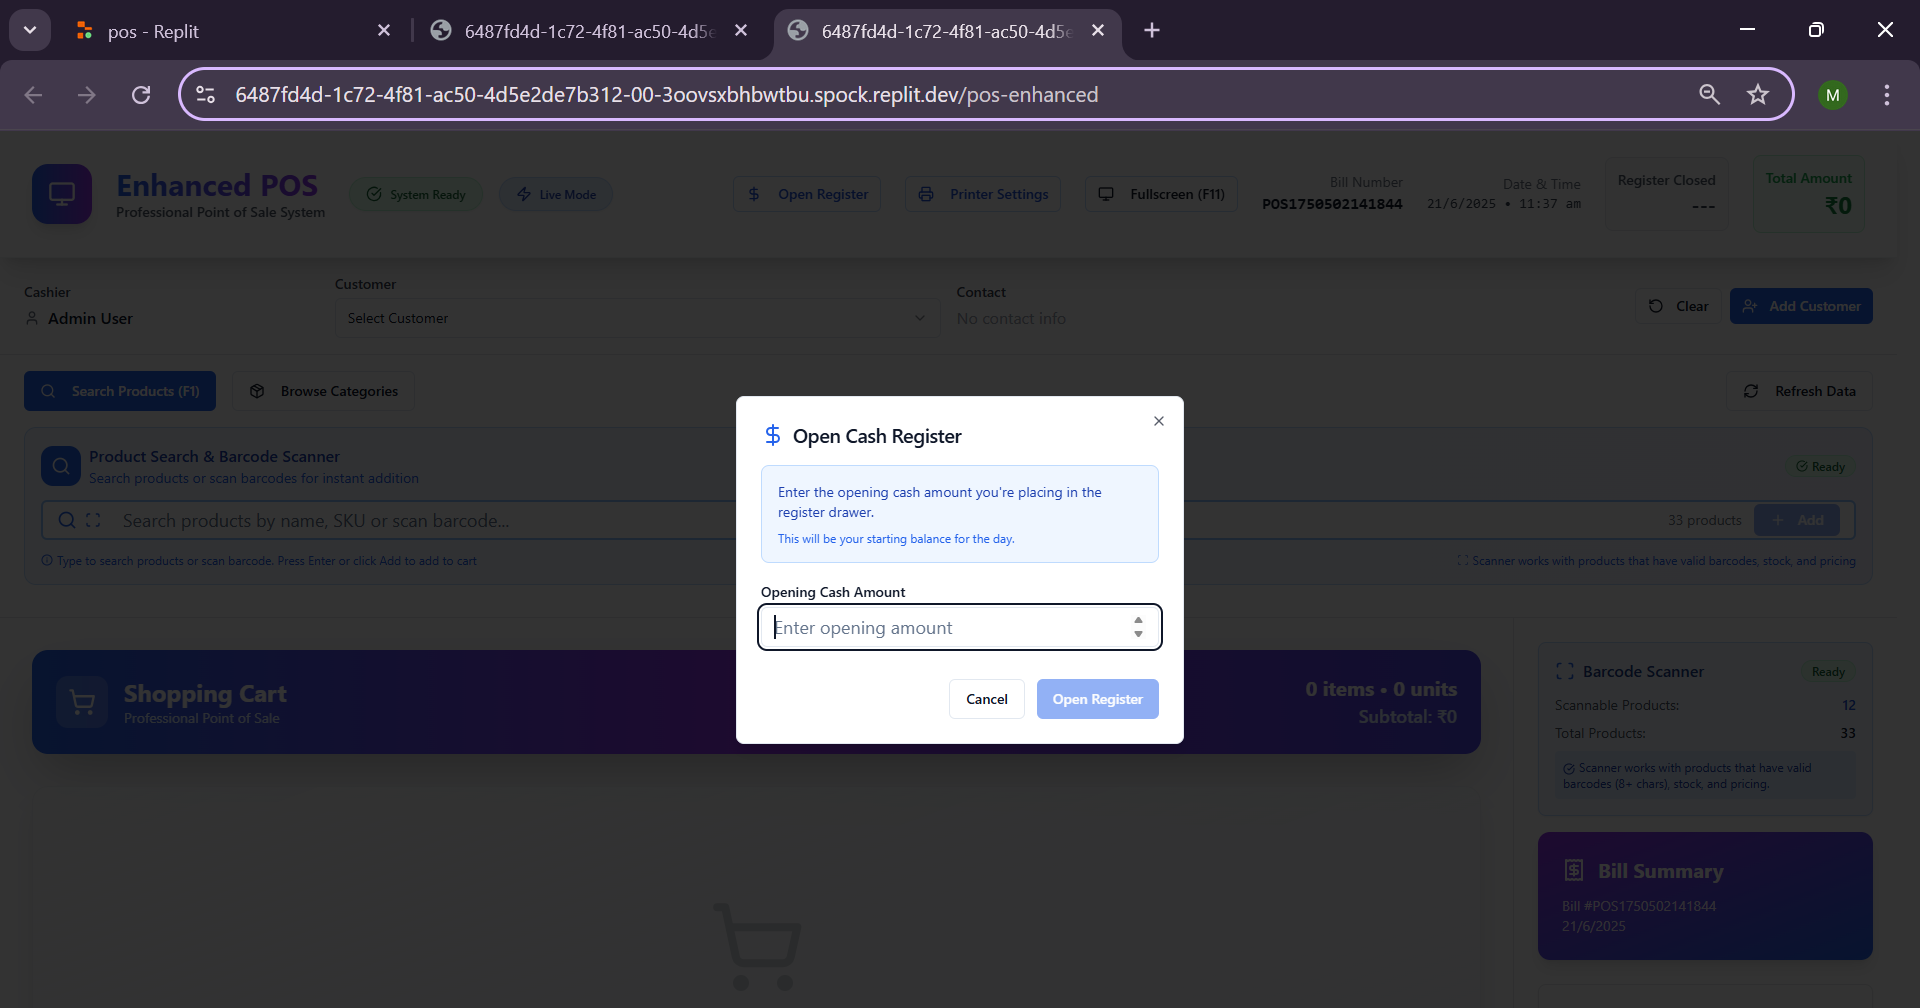 pos - Replit
6487fd4d-1c72-4f81-ac50-4d5e
6487fd4d-1c72-4f81-ac50-4d5e
6487fd4d-1c72-4f81-ac50-4d5e2de7b312-00-3oovsxbhbwtbu.spock.replit.dev/pos-enhanced
M
Enhanced POS
Professional Point of Sale System
System Ready
Live Mode
Open Register
Printer Settings
Fullscreen (F11)
Bill Number
POS1750502141844
Date & Time
21/6/2025 • 11:37 am
Register Closed
---
Total Amount
₹0
Cashier
Admin User
Customer
Select Customer
Contact
No contact info
Clear
Add Customer
Search Products (F1)
Browse Categories
Refresh Data
Product Search & Barcode Scanner
Search products or scan barcodes for instant addition
Ready
Search products by name, SKU or scan barcode...
33 products
Add
Type to search products or scan barcode. Press Enter or click Add to add to cart
Scanner works with products that have valid barcodes, stock, and pricing
Open Cash Register
Enter the opening cash amount you're placing in the
register drawer.
This will be your starting balance for the day.
Opening Cash Amount
Enter opening amount
Cancel
Open Register
Shopping Cart
Professional Point of Sale
0 items • 0 units
Subtotal: ₹0
Barcode Scanner
Ready
Scannable Products:
12
Total Products:
33
Scanner works with products that have valid
barcodes (8+ chars), stock, and pricing.
Bill Summary
Bill #POS1750502141844
21/6/2025